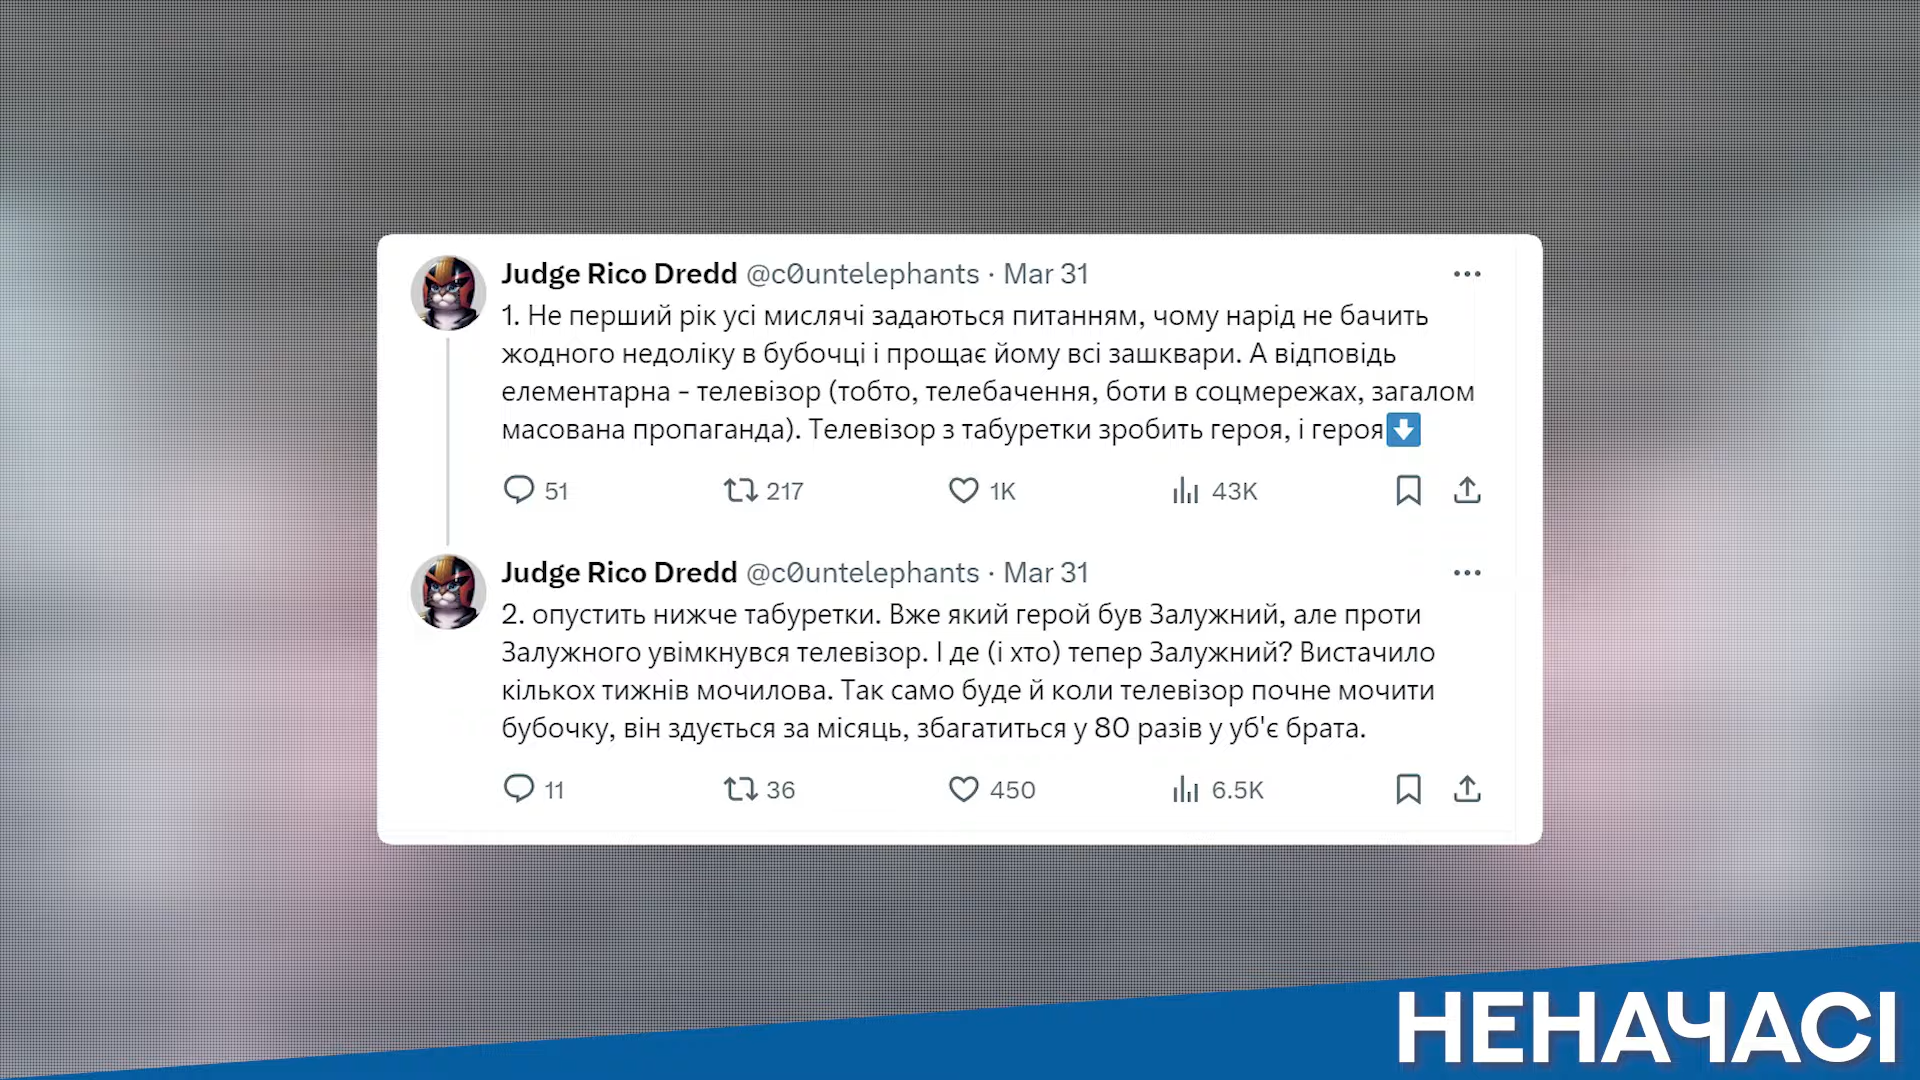 Judge Rico Dredd @c0untelephants · Mar 31
1. Не перший рік усі мислячі задаються питанням, чому нарід не бачить
жодного недоліку в бубочці і прощає йому всі зашквари. А відповідь
елементарна - телевізор (тобто, телебачення, боти в соцмережах, загалом
масована пропаганда). Телевізор з табуретки зробить героя, і героя⬇️
51 217 1K 43K
Judge Rico Dredd @c0untelephants · Mar 31
2. опустить нижче табуретки. Вже який герой був Залужний, але проти
Залужного увімкнувся телевізор. І де (і хто) тепер Залужний? Вистачило
кількох тижнів мочилова. Так само буде й коли телевізор почне мочити
бубочку, він здується за місяць, збагатиться у 80 разів у уб'є брата.
11 36 450 6.5K
НЕНАЧАСІ